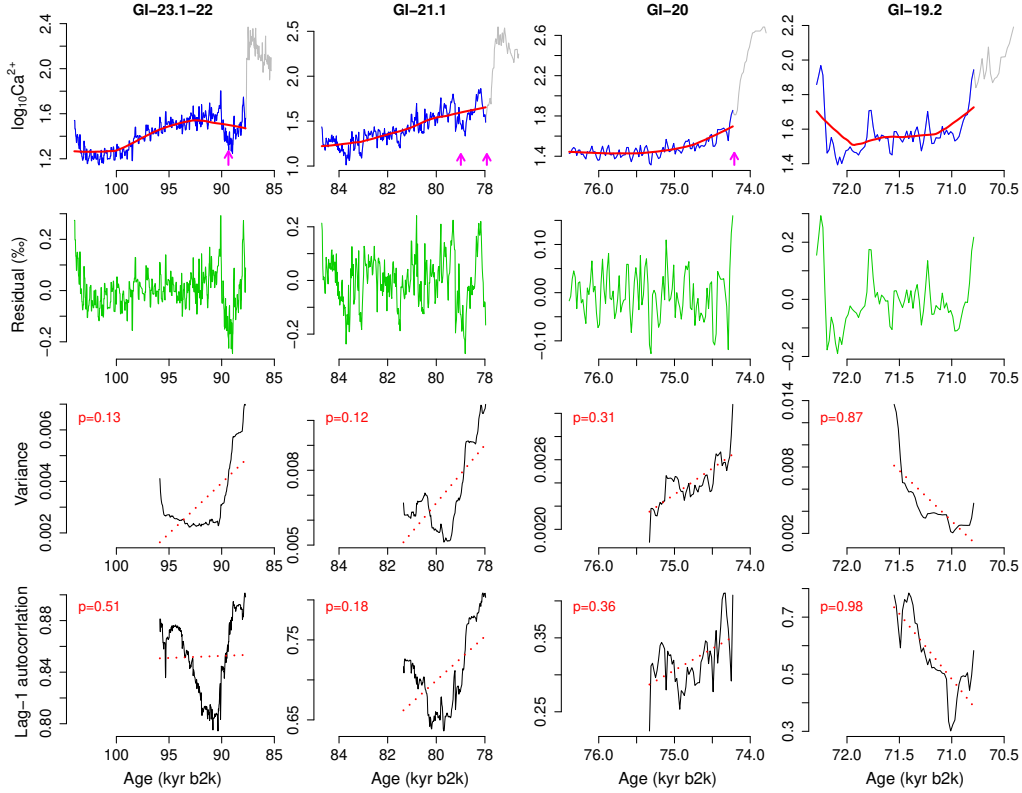 GI−23.1−22 GI−21.1 GI−20 GI−19.2
log10Ca2+
1.2 1.6 2.0 2.4
1.0 1.5 2.0 2.5
1.4 1.8 2.2 2.6
1.4 1.6 1.8 2.0 2.2
100 95 90 85
84 82 80 78
76.0 75.0 74.0
72.0 71.5 71.0 70.5
Residual (‰)
−0.2 0.0 0.2
−0.2 0.0 0.2
−0.10 0.00 0.10
−0.2 0.0 0.2
100 95 90 85
84 82 80 78
76.0 75.0 74.0
72.0 71.5 71.0 70.5
Variance
0.002 0.004 0.006
0.005 0.008
0.0020 0.0026
0.002 0.008 0.014
p=0.13 p=0.12 p=0.31 p=0.87
100 95 90 85
84 82 80 78
76.0 75.0 74.0
72.0 71.5 71.0 70.5
Lag−1 autocorrlation
0.80 0.84 0.88
0.65 0.75
0.25 0.35
0.3 0.5 0.7
p=0.51 p=0.18 p=0.36 p=0.98
100 95 90 85
84 82 80 78
76.0 75.0 74.0
72.0 71.5 71.0 70.5
Age (kyr b2k) Age (kyr b2k) Age (kyr b2k) Age (kyr b2k)